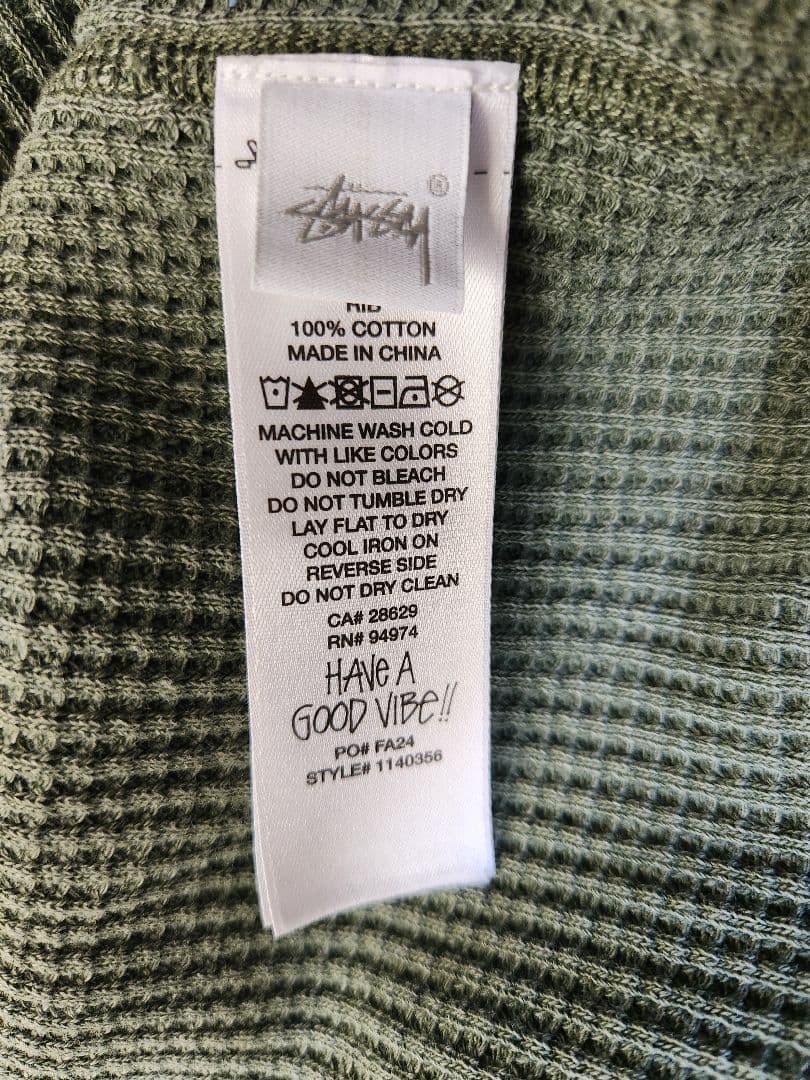 Stüssy ®
RIB
100% COTTON
MADE IN CHINA
MACHINE WASH COLD
WITH LIKE COLORS
DO NOT BLEACH
DO NOT TUMBLE DRY
LAY FLAT TO DRY
COOL IRON ON
REVERSE SIDE
DO NOT DRY CLEAN
CA# 28629
RN# 94974
HAVE A
GOOD VIBE!!
PO# FA24
STYLE# 1140356